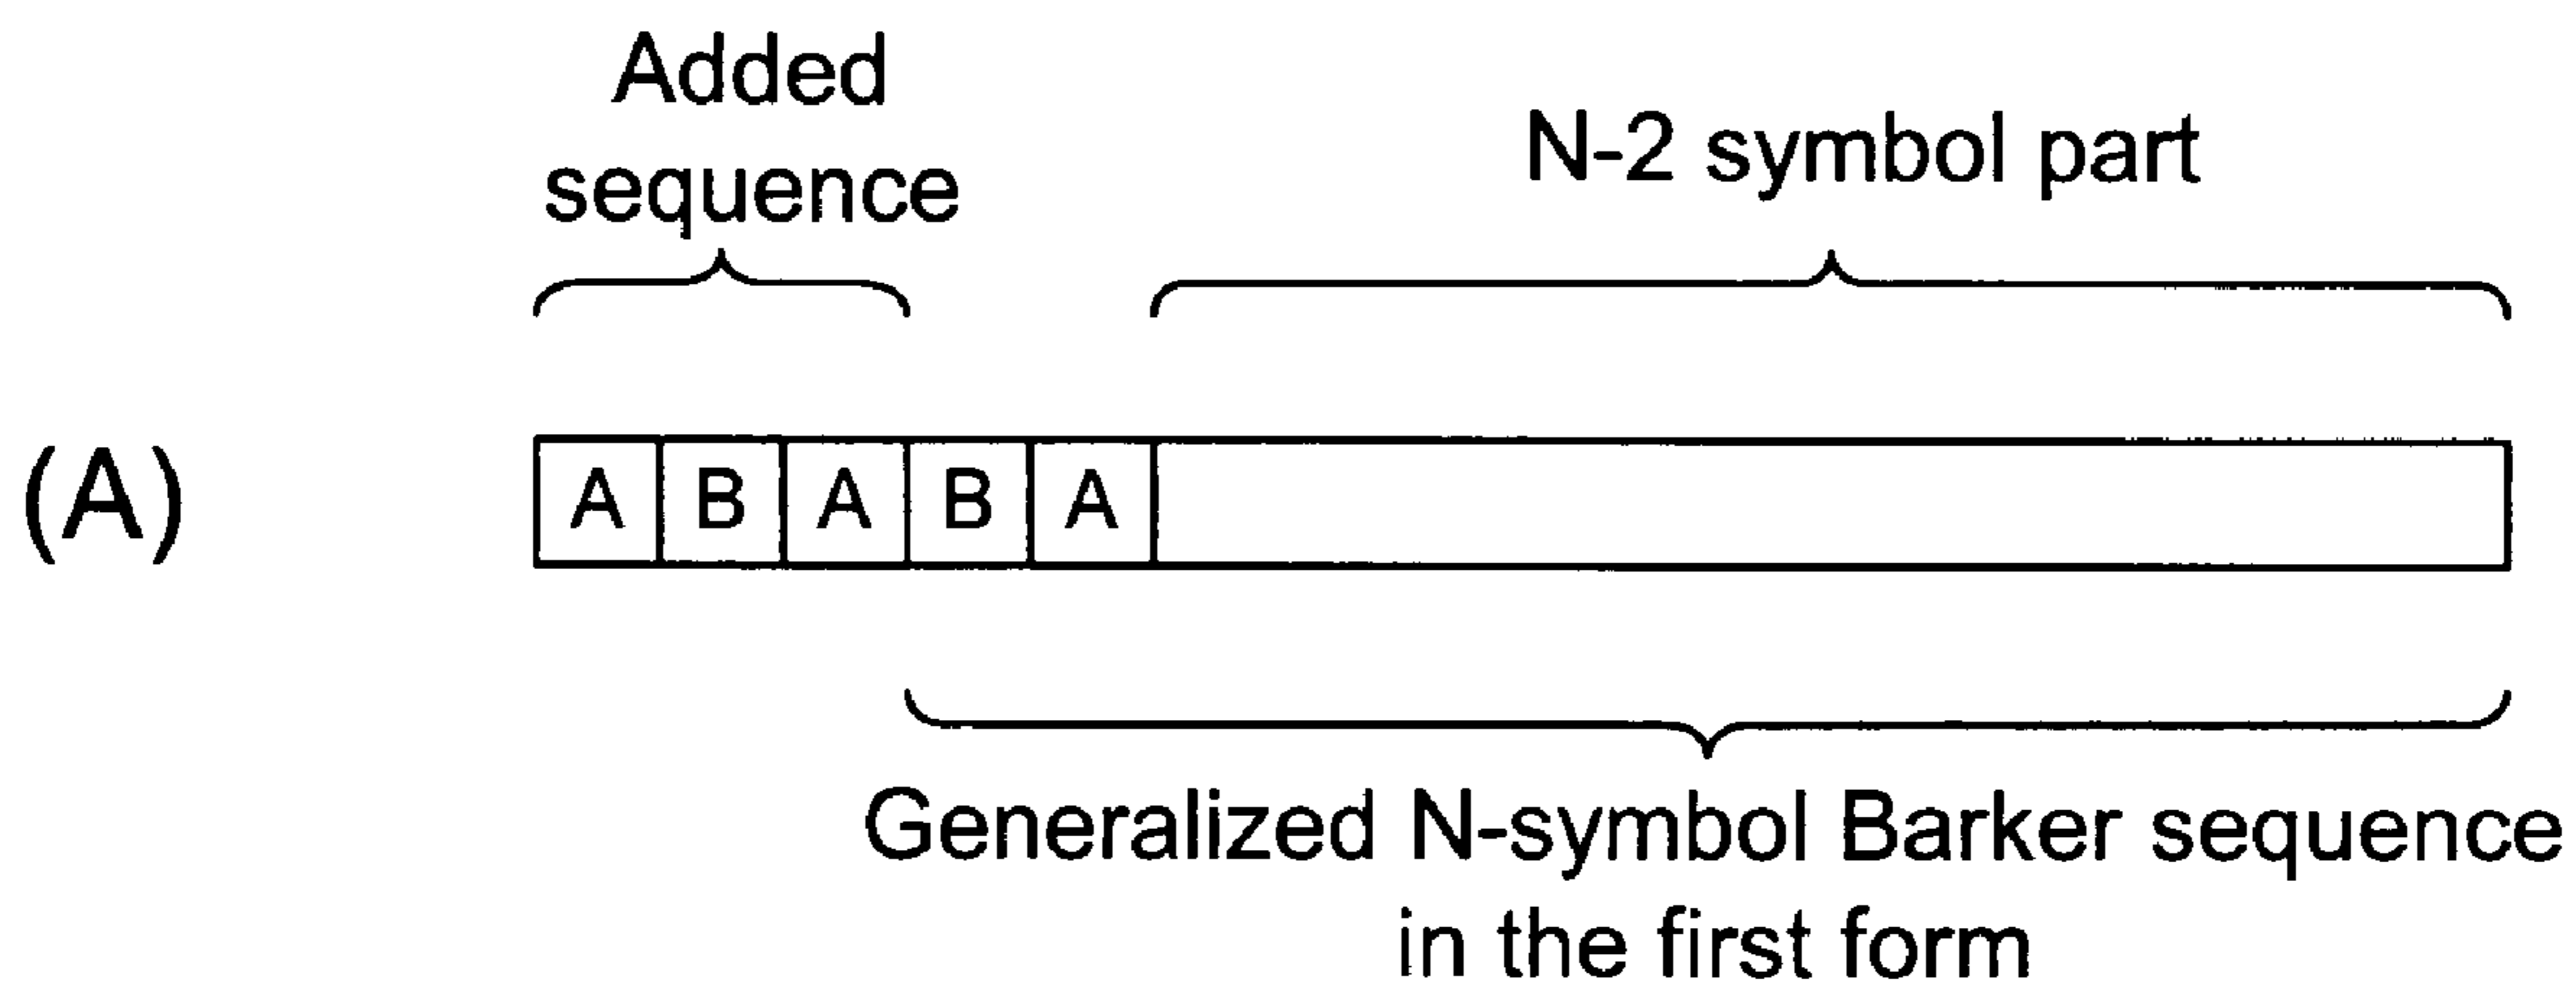 Added
sequence
N-2 symbol part
(A)
A B A B A
Generalized N-symbol Barker sequence
in the first form